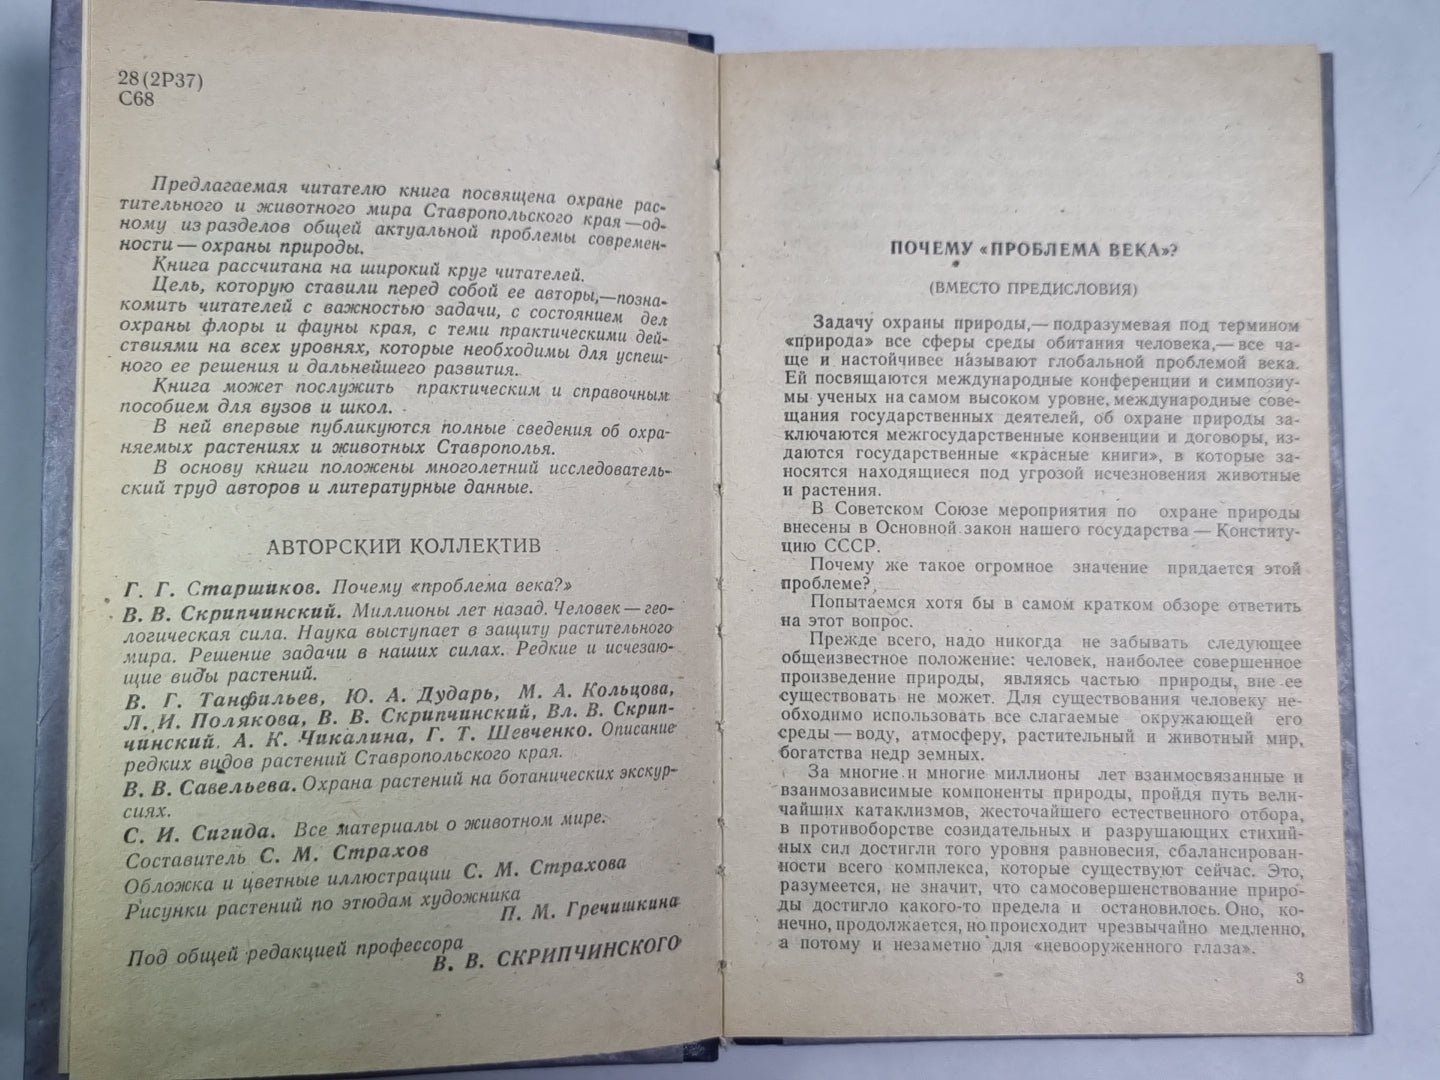 28(2Р37)
С68
Предлагаемая читателю книга посвящена охране рас-
тительного и животного мира Ставропольского края—од-
ному из разделов общей актуальной проблемы современ-
ности — охраны природы.
Книга рассчитана на широкий круг читателей.
Цель, которую ставили перед собой ее авторы,—позна-
комить читателей с важностью задачи, с состоянием дел
охраны флоры и фауны края, с теми практическими дей-
ствиями на всех уровнях, которые необходимы для успеш-
ного ее решения и дальнейшего развития.
Книга может послужить практическим и справочным
пособием для вузов и школ.
В ней впервые публикуются полные сведения об охра-
няемых растениях и животных Ставрополья.
В основу книги положены многолетний исследователь-
ский труд авторов и литературные данные.
АВТОРСКИЙ КОЛЛЕКТИВ
Г. Г. Старшиков. Почему «проблема века?»
В. В. Скрипчинский. Миллионы лет назад. Человек — гео-
логическая сила. Наука выступает в защиту растительного
мира. Решение задачи в наших силах. Редкие и исчезаю-
щие виды растений.
В. Г. Танфильев, Ю. А. Дударь, М. А. Кольцова,
Л. И. Полякова, В. В. Скрипчинский, Вл. В. Скрип-
чинский, А. К. Чикалина, Г. Т. Шевченко. Описание
редких видов растений Ставропольского края.
В. В. Савельева. Охрана растений на ботанических экскур-
сиях.
С. И. Сигида. Все материалы о животном мире.
Составитель С. М. Страхов
Обложка и цветные иллюстрации С. М. Страхова
Рисунки растений по этюдам художника
П. М. Гречишкина
Под общей редакцией профессора
В. В. СКРИПЧИНСКОГО
ПОЧЕМУ «ПРОБЛЕМА ВЕКА»?
(ВМЕСТО ПРЕДИСЛОВИЯ)
Задачу охраны природы,— подразумевая под термином
«природа» все сферы среды обитания человека,— все ча-
ще и настойчивее называют глобальной проблемой века.
Ей посвящаются международные конференции и симпозиу-
мы ученых на самом высоком уровне, международные сове-
щания государственных деятелей, об охране природы за-
ключаются межгосударственные конвенции и договоры, из-
даются государственные «красные книги», в которые за-
носятся находящиеся под угрозой исчезновения животные
и растения.
В Советском Союзе мероприятия по охране природы
внесены в Основной закон нашего государства — Конститу-
цию СССР.
Почему же такое огромное значение придается этой
проблеме?
Попытаемся хотя бы в самом кратком обзоре ответить
на этот вопрос.
Прежде всего, надо никогда не забывать следующее
общеизвестное положение: человек, наиболее совершенное
произведение природы, являясь частью природы, вне ее
существовать не может. Для существования человеку не-
обходимо использовать все слагаемые окружающей его
среды — воду, атмосферу, растительный и животный мир,
богатства недр земных.
За многие и многие миллионы лет взаимосвязанные и
взаимозависимые компоненты природы, пройдя путь вели-
чайших катаклизмов, жесточайшего естественного отбора,
в противоборстве созидательных и разрушающих стихий-
ных сил достигли того уровня равновесия, сбалансирован-
ности всего комплекса, которые существуют сейчас. Это,
разумеется, не значит, что самосовершенствование приро-
ды достигло какого-то предела и остановилось. Оно, ко-
нечно, продолжается, но происходит чрезвычайно медленно,
а потому и незаметно для «невооруженного глаза».
3